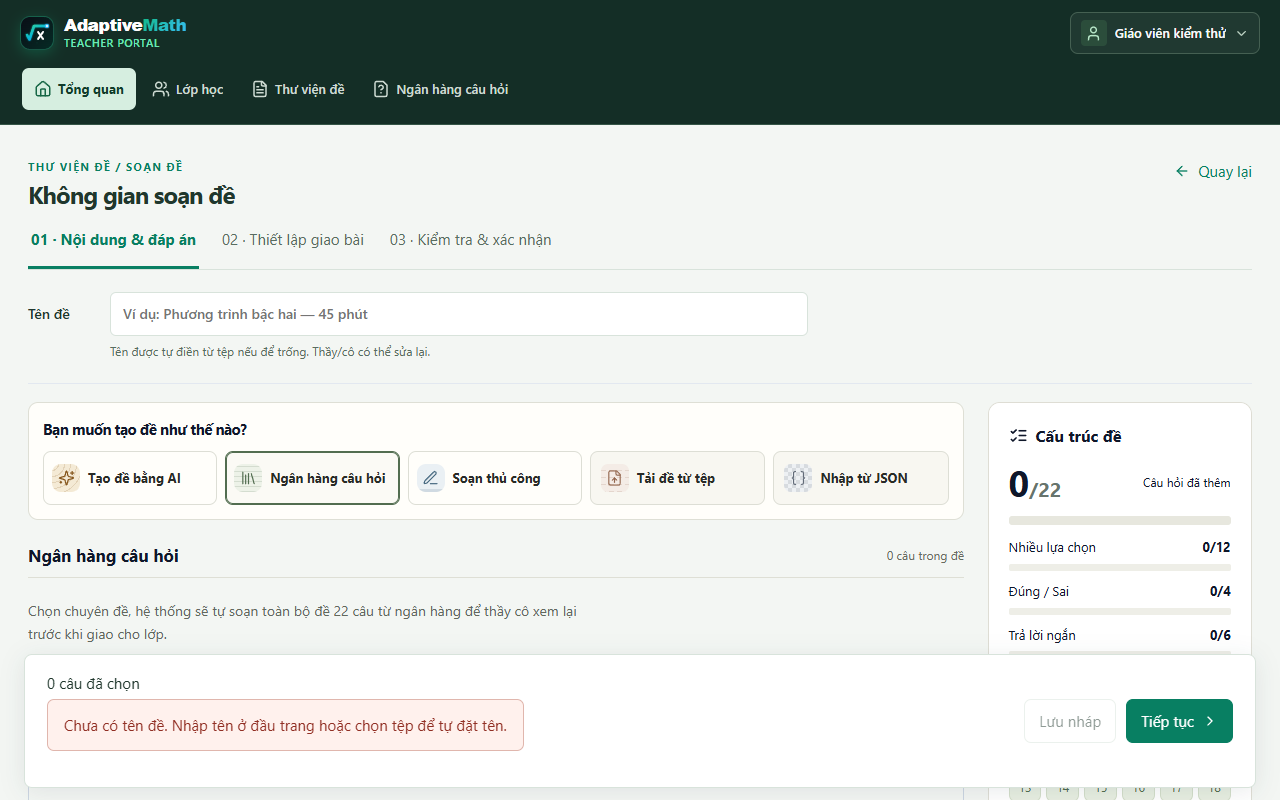 AdaptiveMath
TEACHER PORTAL
Giáo viên kiểm thử
Tổng quan
Lớp học
Thư viện đề
Ngân hàng câu hỏi
THƯ VIỆN ĐỀ / SOẠN ĐỀ
Quay lại
Không gian soạn đề
01 · Nội dung & đáp án
02 · Thiết lập giao bài
03 · Kiểm tra & xác nhận
Tên đề
Ví dụ: Phương trình bậc hai — 45 phút
Tên được tự điền từ tệp nếu để trống. Thầy/cô có thể sửa lại.
Bạn muốn tạo đề như thế nào?
Tạo đề bằng AI
Ngân hàng câu hỏi
Soạn thủ công
Tải đề từ tệp
Nhập từ JSON
Cấu trúc đề
0/22
Câu hỏi đã thêm
Nhiều lựa chọn
0/12
Đúng / Sai
0/4
Trả lời ngắn
0/6
Ngân hàng câu hỏi
0 câu trong đề
Chọn chuyên đề, hệ thống sẽ tự soạn toàn bộ đề 22 câu từ ngân hàng để thầy cô xem lại
trước khi giao cho lớp.
0 câu đã chọn
Chưa có tên đề. Nhập tên ở đầu trang hoặc chọn tệp để tự đặt tên.
Lưu nháp
Tiếp tục